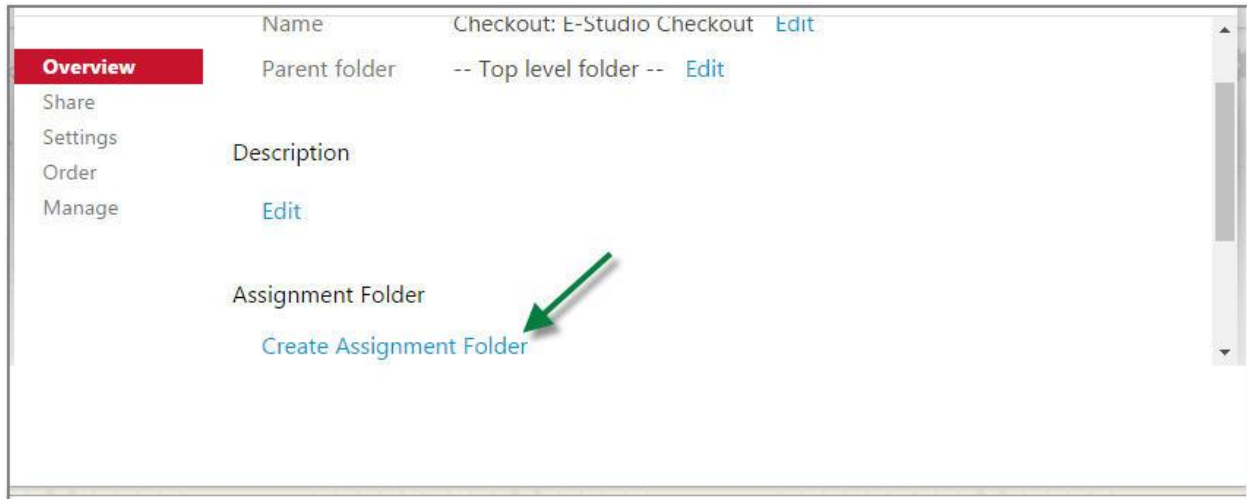 Name Checkout: E-Studio Checkout Edit
Overview
Parent folder -- Top level folder -- Edit
Share
Settings
Order
Manage
Description
Edit
Assignment Folder
Create Assignment Folder